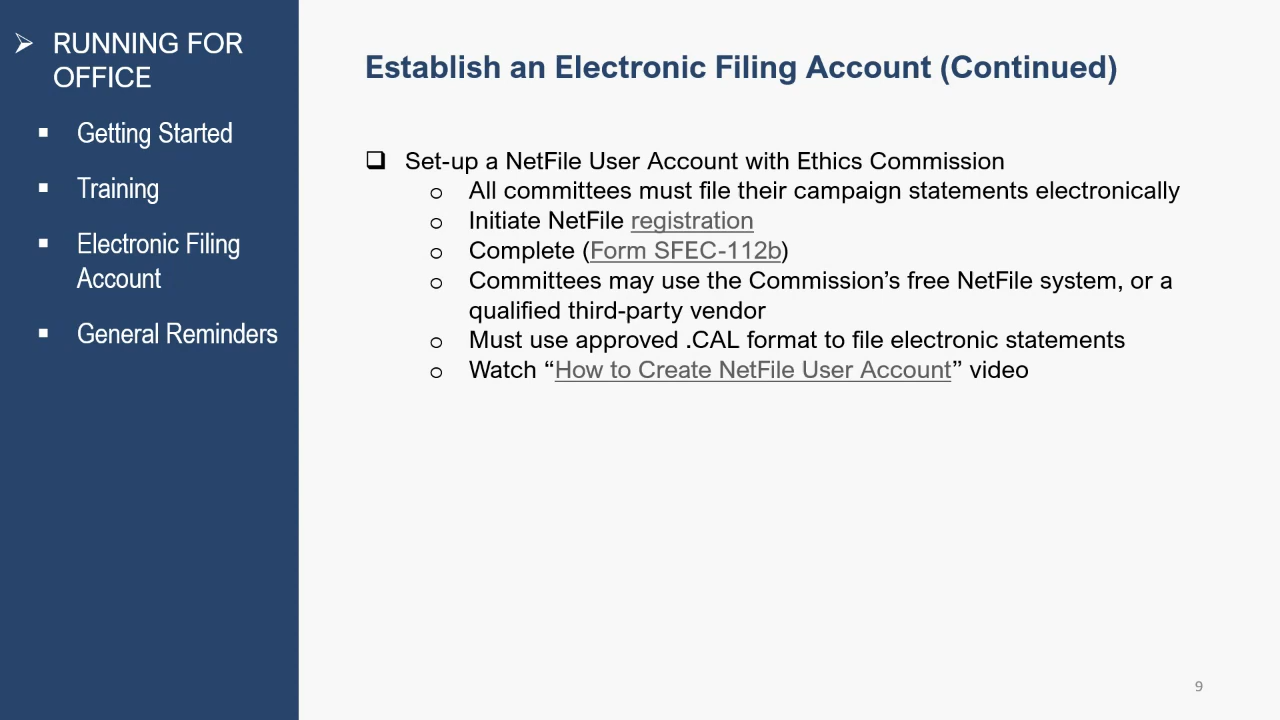 ➢ RUNNING FOR
OFFICE
▪ Getting Started
▪ Training
▪ Electronic Filing
Account
▪ General Reminders
Establish an Electronic Filing Account (Continued)
❑ Set-up a NetFile User Account with Ethics Commission
o All committees must file their campaign statements electronically
o Initiate NetFile registration
o Complete (Form SFEC-112b)
o Committees may use the Commission’s free NetFile system, or a
qualified third-party vendor
o Must use approved .CAL format to file electronic statements
o Watch “How to Create NetFile User Account” video
9